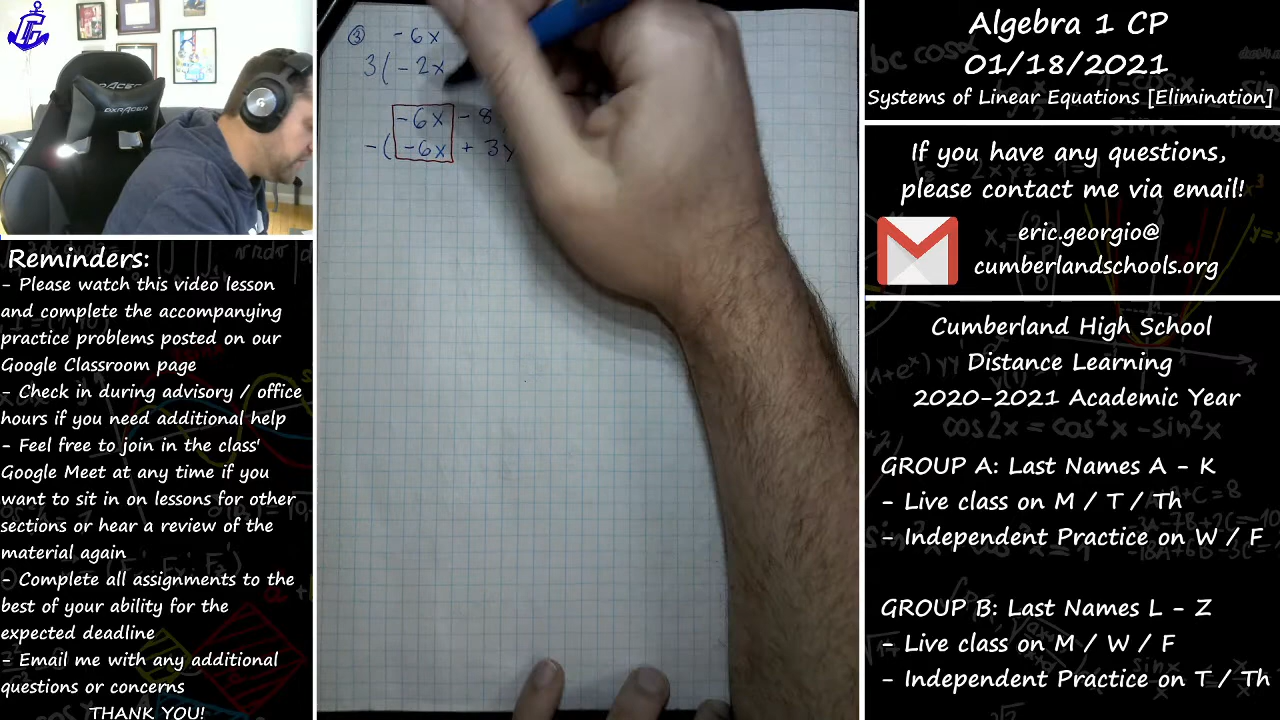 Reminders:
- Please watch this video lesson
and complete the accompanying
practice problems posted on our
Google Classroom page
- Check in during advisory / office
hours if you need additional help
- Feel free to join in the class'
Google Meet at any time if you
want to sit in on lessons for other
sections or hear a review of the
material again
- Complete all assignments to the
best of your ability for the
expected deadline
- Email me with any additional
questions or concerns
THANK YOU!
③ -6x
3(-2x
-6x - 8
-(-6x + 3y
Algebra 1 CP
01/18/2021
Systems of Linear Equations [Elimination]
If you have any questions,
please contact me via email!
eric.georgio@
cumberlandschools.org
Cumberland High School
Distance Learning
2020-2021 Academic Year
cos2x = cos²x - sin²x
GROUP A: Last Names A - K
- Live class on M / T / Th
- Independent Practice on W / F
GROUP B: Last Names L - Z
- Live class on M / W / F
- Independent Practice on T / Th